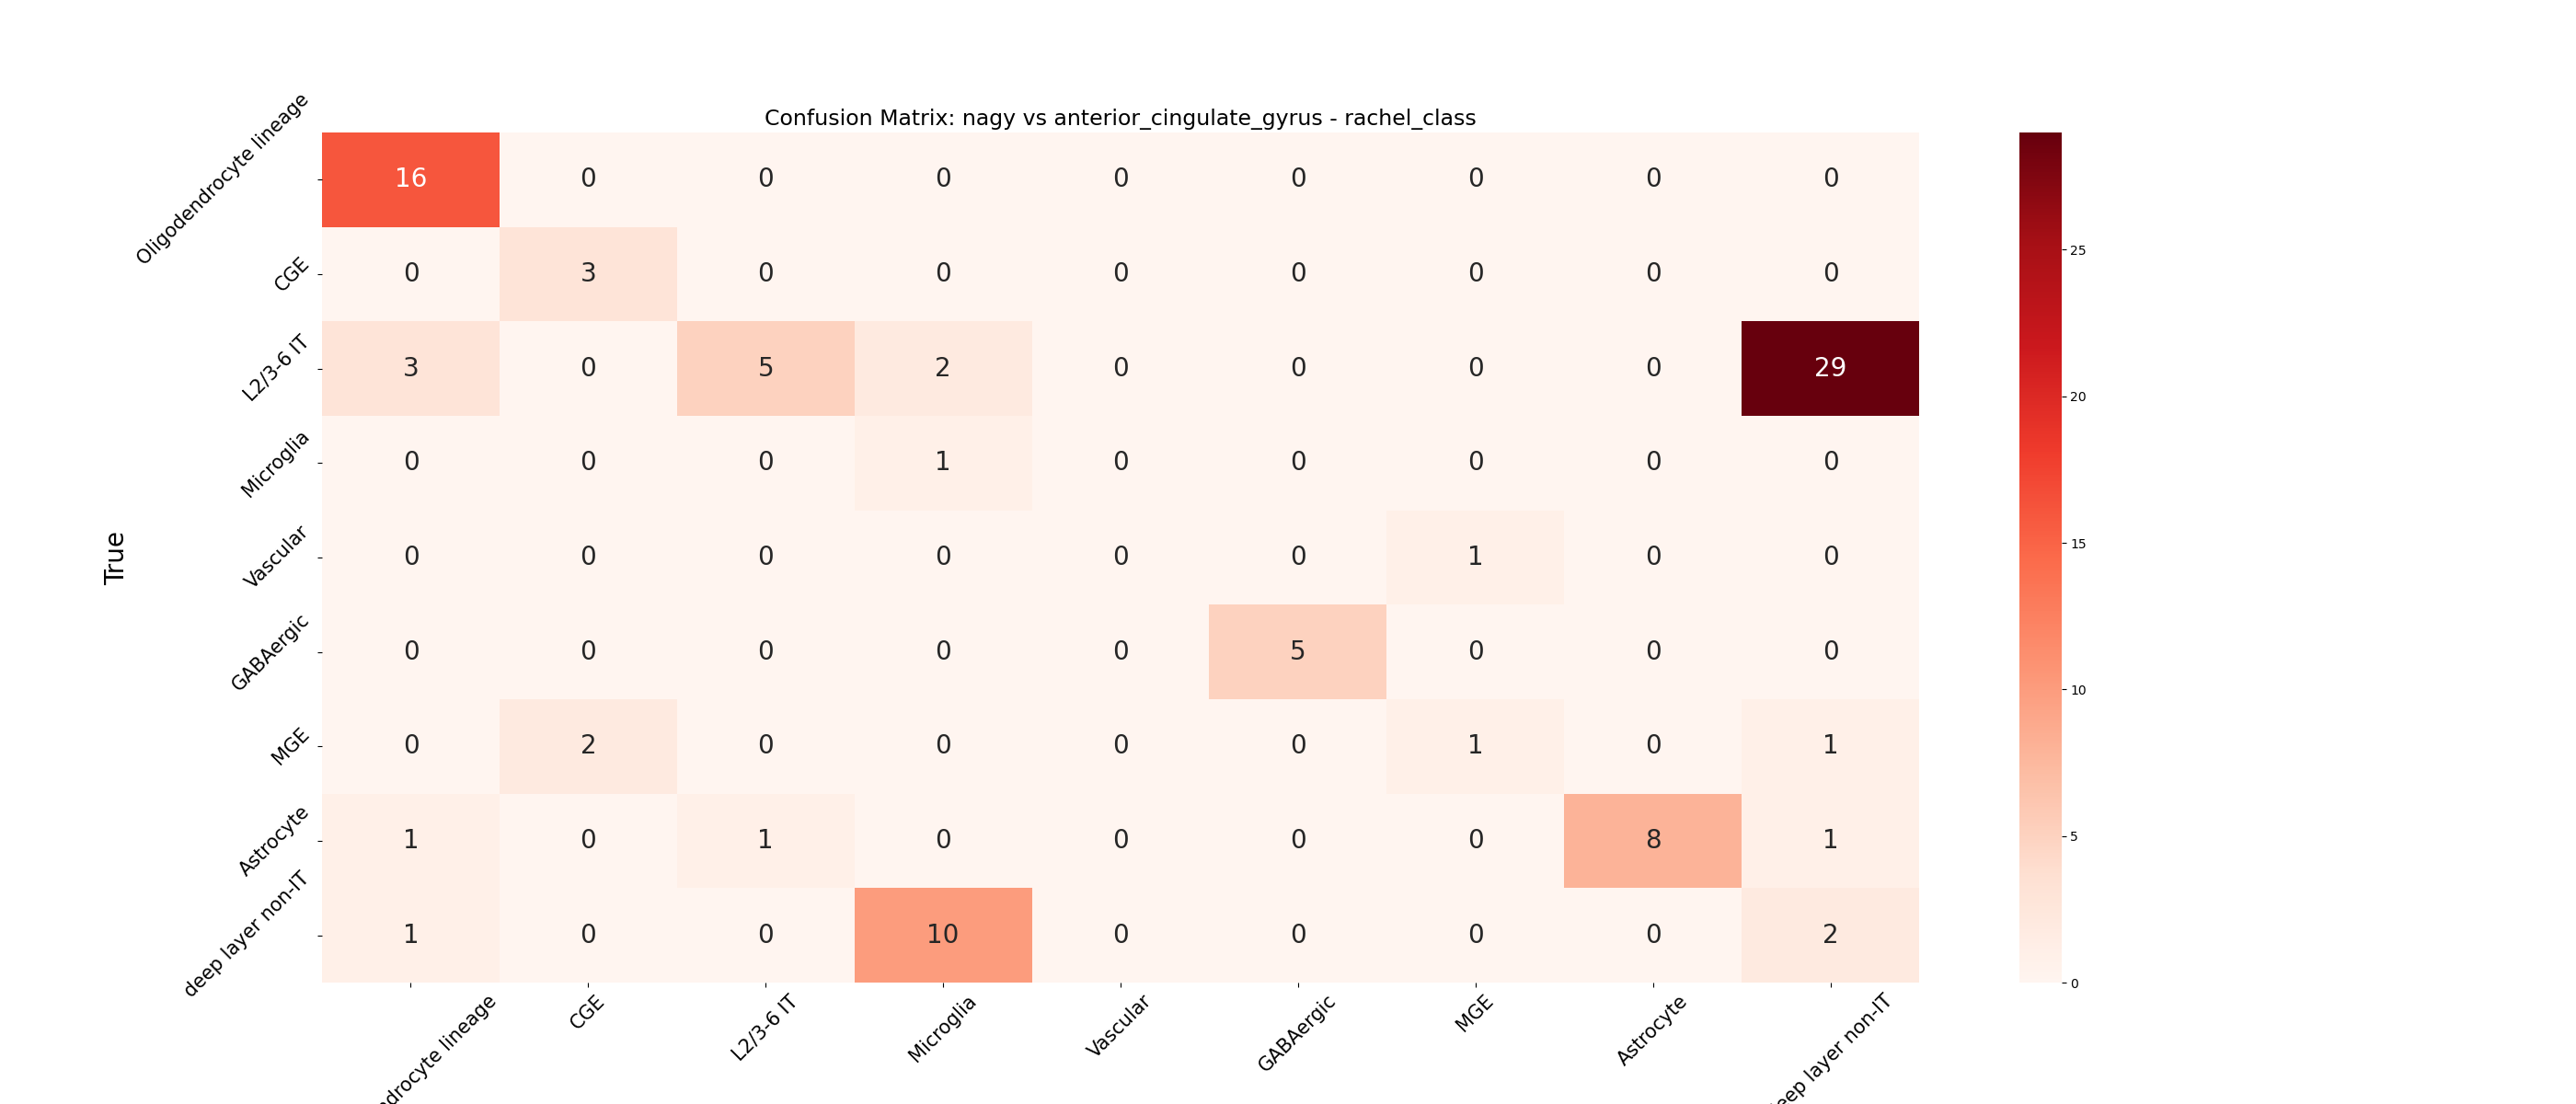 Confusion Matrix: nagy vs anterior_cingulate_gyrus - rachel_class
Oligodendrocyte lineage 16 0 0 0 0 0 0 0 0
CGE 0 3 0 0 0 0 0 0 0
L2/3-6 IT 3 0 5 2 0 0 0 0 29
Microglia 0 0 0 1 0 0 0 0 0
Vascular 0 0 0 0 0 0 1 0 0
GABAergic 0 0 0 0 0 5 0 0 0
MGE 0 2 0 0 0 0 1 0 1
Astrocyte 1 0 1 0 0 0 0 8 1
deep layer non-IT 1 0 0 10 0 0 0 0 2
True
lineage
CGE
L2/3-6 IT
Microglia
Vascular
GABAergic
MGE
Astrocyte
layer non-IT
25
20
15
10
5
0